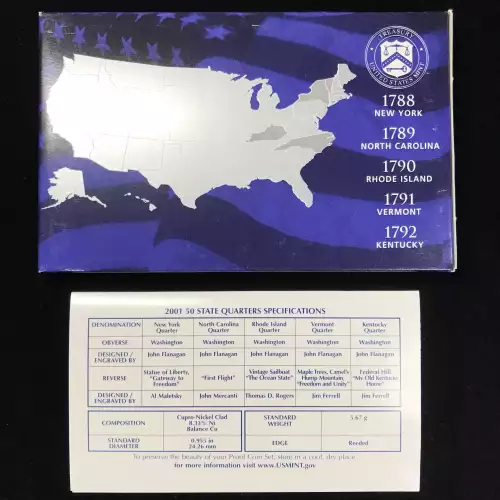 TREASURY
UNITED STATES MINT
1788
NEW YORK
1789
NORTH CAROLINA
1790
RHODE ISLAND
1791
VERMONT
1792
KENTUCKY
2001 50 STATE QUARTERS SPECIFICATIONS
DENOMINATION New York Quarter North Carolina Quarter Rhode Island Quarter Vermont Quarter Kentucky Quarter
OBVERSE Washington Washington Washington Washington Washington
DESIGNED / ENGRAVED BY John Flanagan John Flanagan John Flanagan John Flanagan John Flanagan
REVERSE Statue of Liberty, "Gateway to Freedom" "First Flight" Vintage Sailboat "The Ocean State" Maple Trees, Camel's Hump Mountain, "Freedom and Unity" Federal Hill, "My Old Kentucky Home"
DESIGNED / ENGRAVED BY Al Maletsky John Mercanti Thomas D. Rogers Jim Ferrell Jim Ferrell
COMPOSITION Cupro-Nickel Clad 8.33% Ni Balance Cu STANDARD WEIGHT 5.67 g
STANDARD DIAMETER 0.955 in 24.26 mm EDGE Reeded
To preserve the beauty of your Proof Coin Set, store in a cool, dry place.
for more information visit www.USMINT.gov